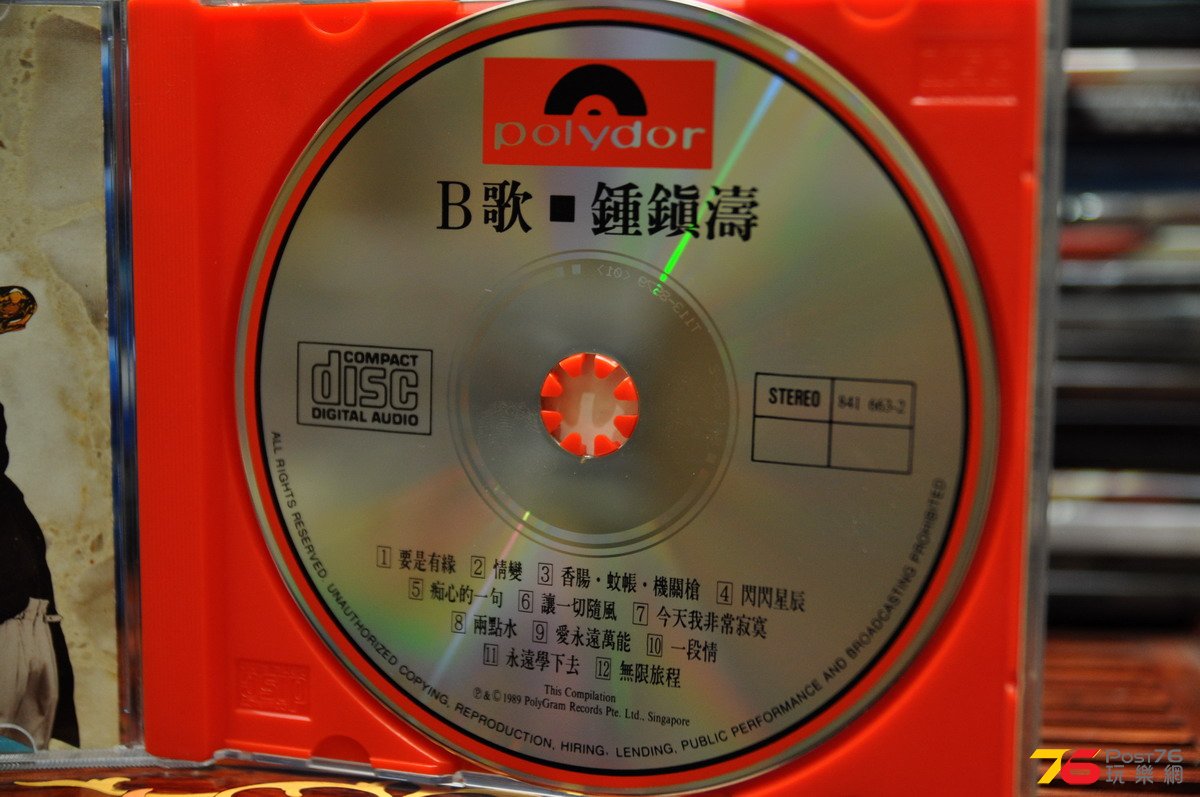 polydor
B歌■鍾鎮濤
COMPACT
disc
DIGITAL AUDIO
STEREO 841 663-2
1 要是有緣 2 情變 3 香腸·蚊帳·機關槍 4 閃閃星辰
5 痴心的一句 6 讓一切隨風 7 今天我非常寂寞
8 兩點水 9 愛永遠萬能 10 一段情
11 永遠學下去 12 無限旅程
This Compilation
℗ & © 1989 PolyGram Records Pte. Ltd., Singapore
ALL RIGHTS RESERVED. UNAUTHORIZED COPYING, REPRODUCTION, HIRING, LENDING, PUBLIC PERFORMANCE AND BROADCASTING PROHIBITED
76 Post76
玩樂網